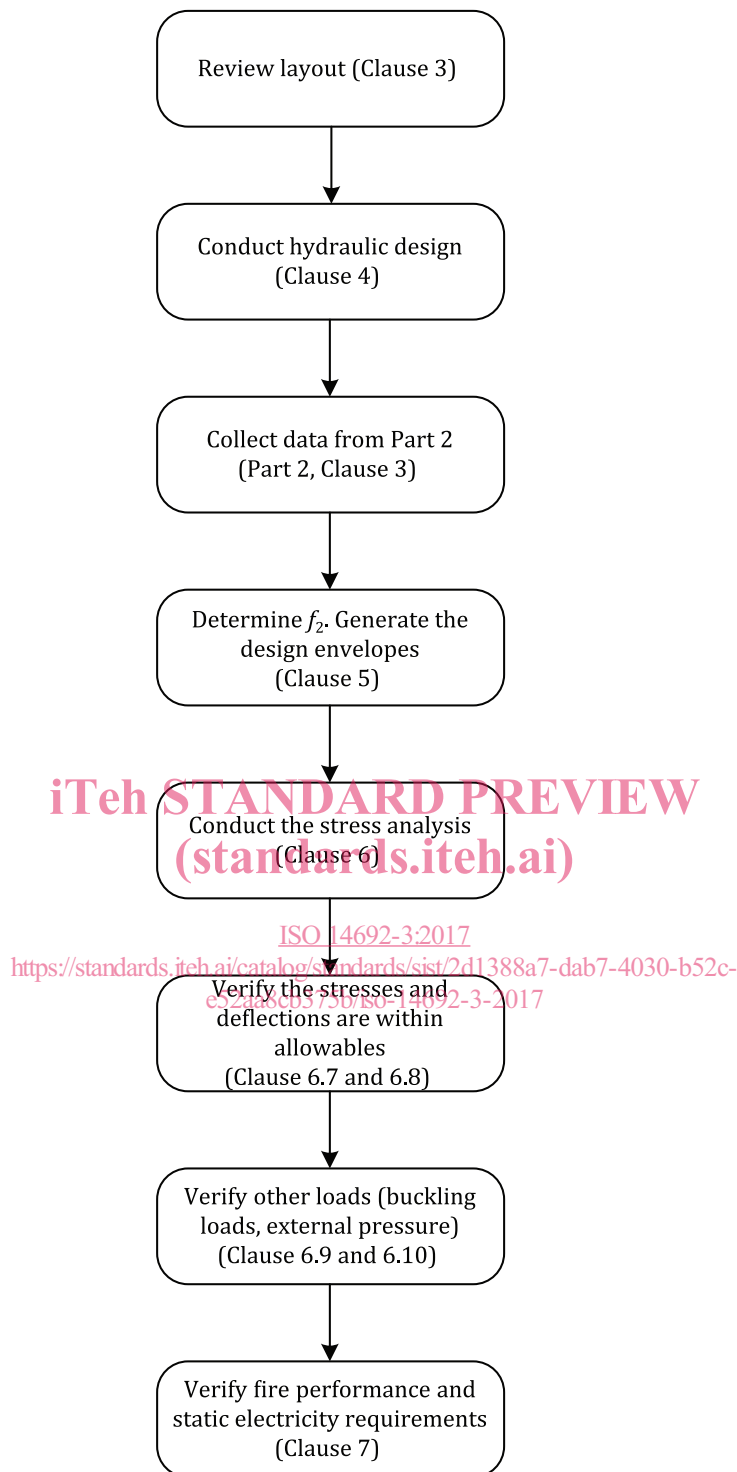 Review layout (Clause 3)
Conduct hydraulic design
(Clause 4)
Collect data from Part 2
(Part 2, Clause 3)
Determine f2. Generate the
design envelopes
(Clause 5)
iTeh STANDARD PREVIEW
Conduct the stress analysis
(Clause 6)
(standards.iteh.ai)
ISO 14692-3:2017
https://standards.iteh.ai/catalog/standards/sist/2d1388a7-dab7-4030-b52c-
e52aa8cb375b/iso-14692-3-2017
Verify the stresses and
deflections are within
allowables
(Clause 6.7 and 6.8)
Verify other loads (buckling
loads, external pressure)
(Clause 6.9 and 6.10)
Verify fire performance and
static electricity requirements
(Clause 7)